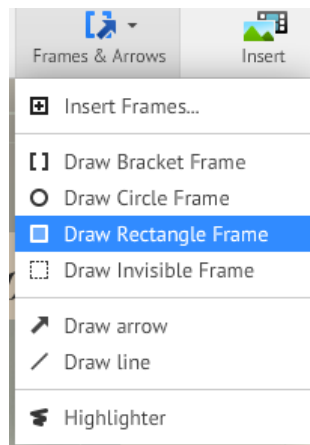 Frames & Arrows Insert
Insert Frames...
Draw Bracket Frame
Draw Circle Frame
Draw Rectangle Frame
Draw Invisible Frame
Draw arrow
Draw line
Highlighter